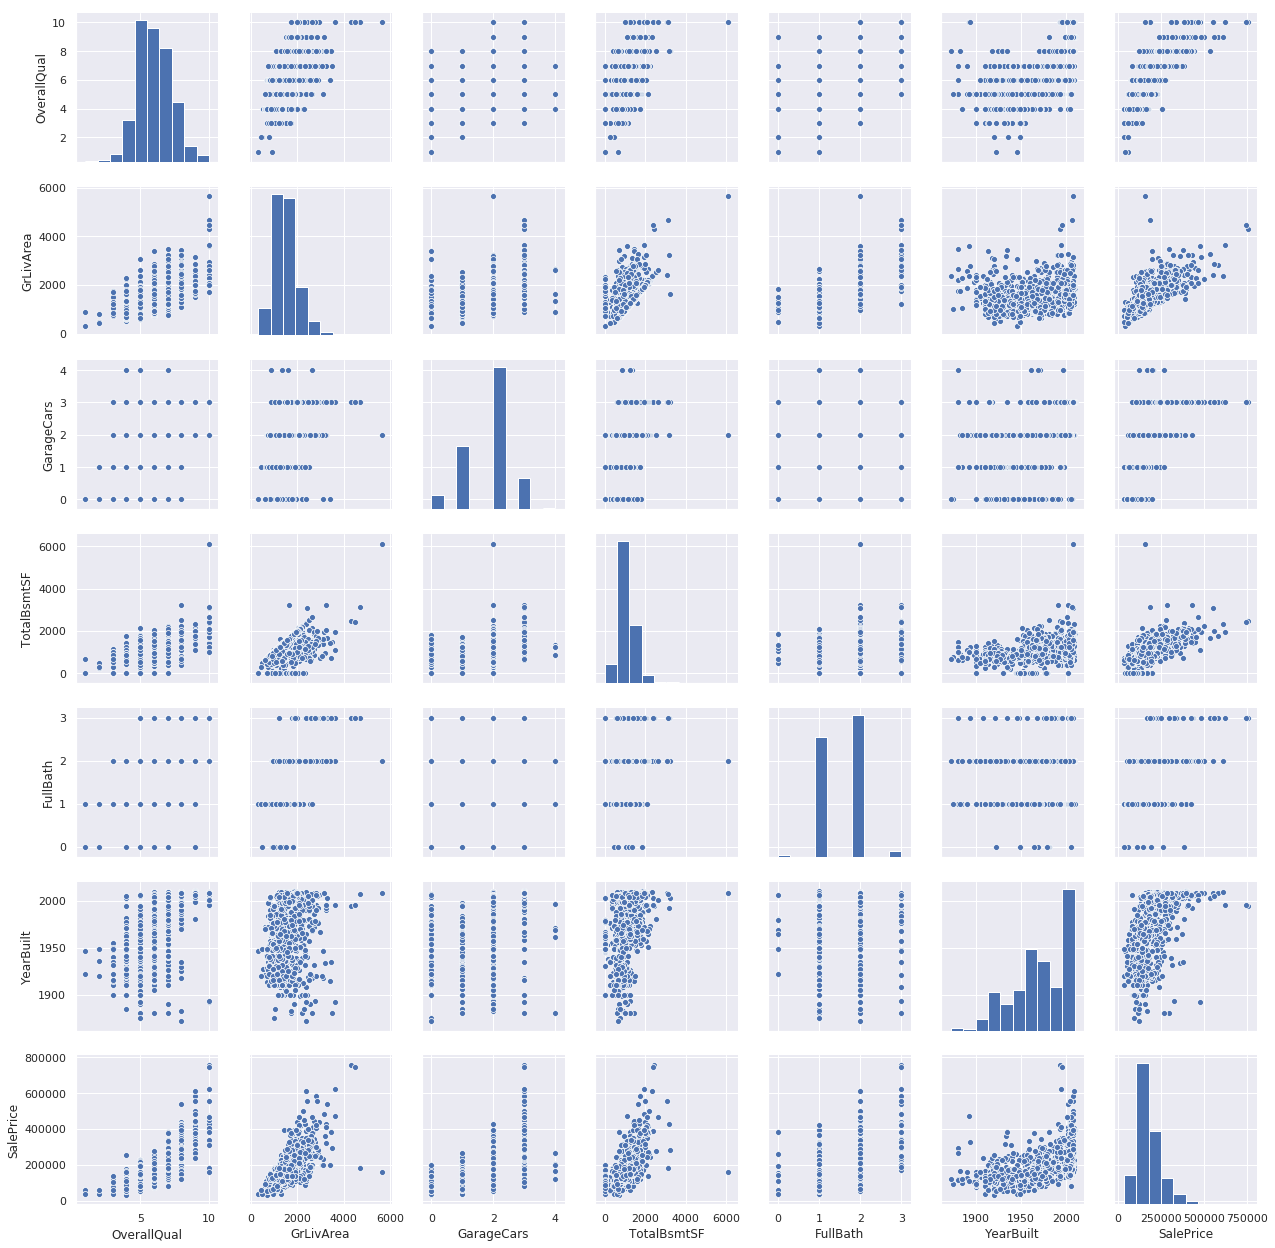 10
8
6
4
2
OverallQual
6000
4000
2000
0
GrLivArea
4
3
2
1
0
GarageCars
6000
4000
2000
0
TotalBsmtSF
3
2
1
0
FullBath
2000
1950
1900
YearBuilt
800000
600000
400000
200000
0
SalePrice
5 10
OverallQual
0 2000 4000 6000
GrLivArea
0 2 4
GarageCars
0 2000 4000 6000
TotalBsmtSF
0 1 2 3
FullBath
1900 1950 2000
YearBuilt
0 250000 500000 750000
SalePrice